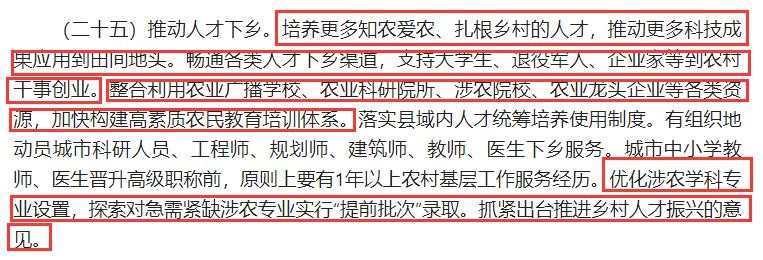 （二十五）推动人才下乡。培养更多知农爱农、扎根乡村的人才，推动更多科技成
果应用到田间地头。畅通各类人才下乡渠道，支持大学生、退役军人、企业家等到农村
干事创业。整合利用农业广播学校、农业科研院所、涉农院校、农业龙头企业等各类资
源，加快构建高素质农民教育培训体系。落实县域内人才统筹培养使用制度。有组织地
动员城市科研人员、工程师、规划师、建筑师、教师、医生下乡服务。城市中小学教
师、医生晋升高级职称前，原则上要有1年以上农村基层工作服务经历。优化涉农学科专
业设置，探索对急需紧缺涉农专业实行“提前批次”录取。抓紧出台推进乡村人才振兴的意
见。